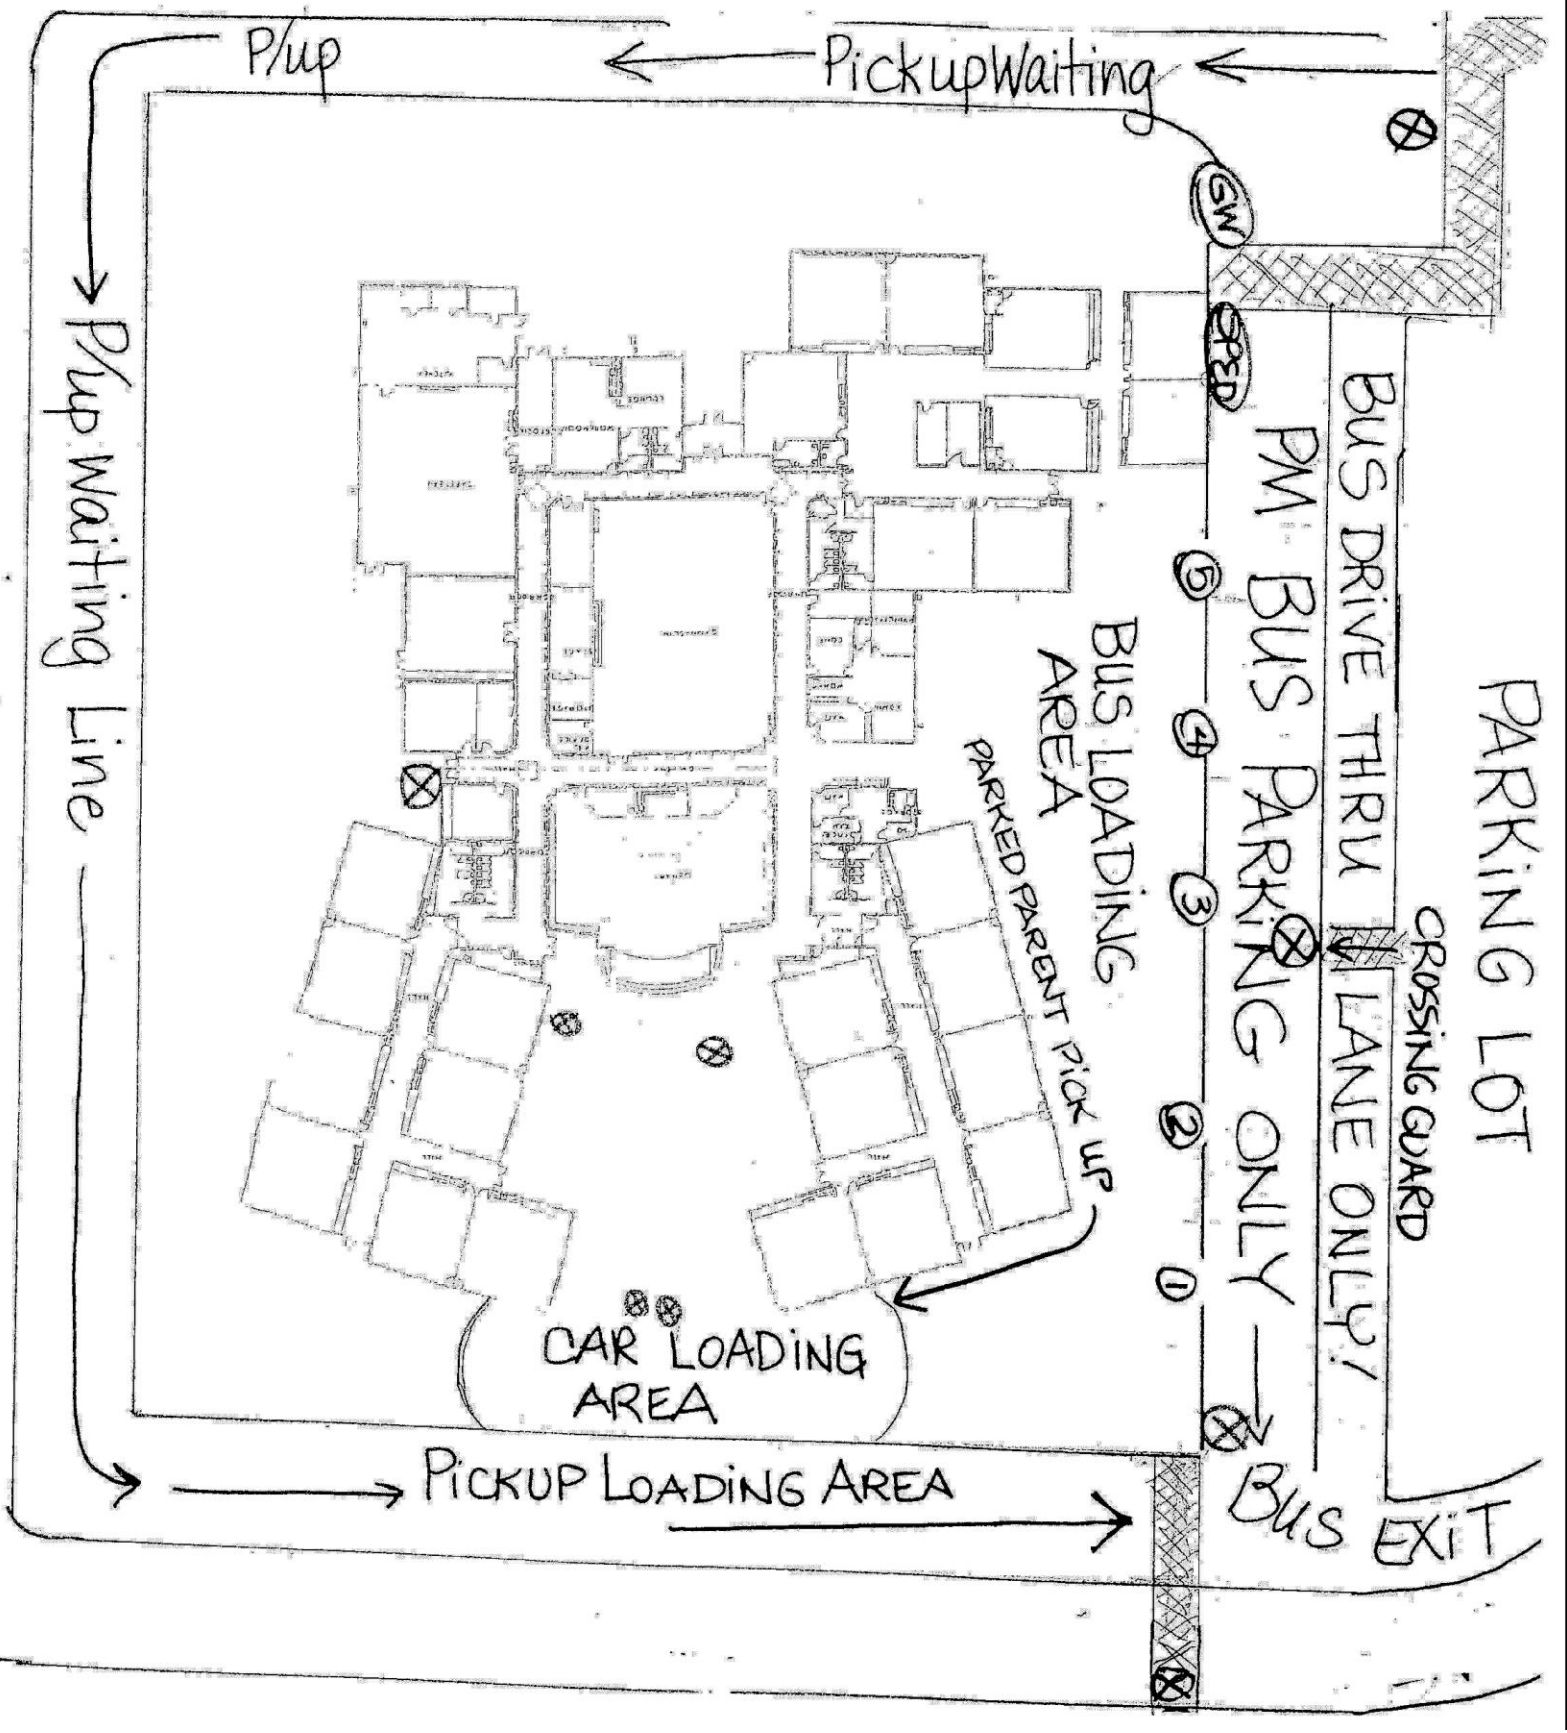 P/up
Pickup Waiting
P/up Waiting Line
GW
SPED
5
4
3
2
1
BUS LOADING
AREA
PARKED PARENT PICK UP
PM BUS PARKING ONLY
BUS DRIVE THRU LANE ONLY!
CROSSING GUARD
PARKING LOT
CAR LOADING
AREA
PICKUP LOADING AREA
BUS EXIT